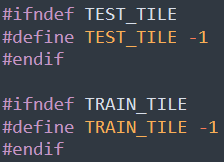 #ifndef TEST_TILE
#define TEST_TILE -1
#endif
#ifndef TRAIN_TILE
#define TRAIN_TILE -1
#endif